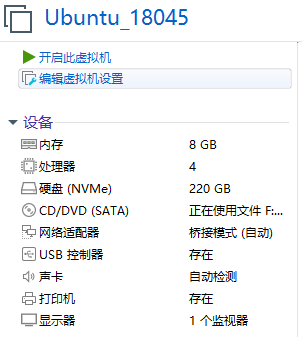 Ubuntu_18045
开启此虚拟机
编辑虚拟机设置
设备
内存 8 GB
处理器 4
硬盘 (NVMe) 220 GB
CD/DVD (SATA) 正在使用文件 F:...
网络适配器 桥接模式 (自动)
USB 控制器 存在
声卡 自动检测
打印机 存在
显示器 1 个监视器